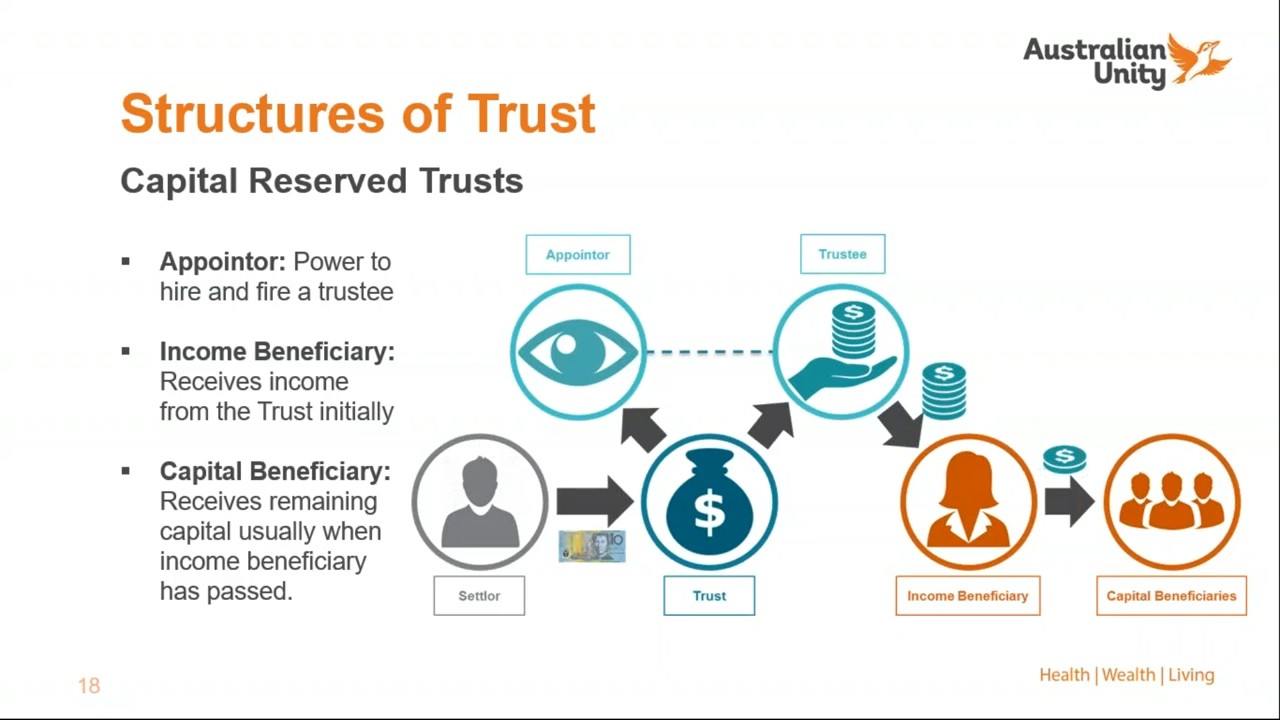 Australian
Unity
Structures of Trust
Capital Reserved Trusts
▪ Appointor: Power to
hire and fire a trustee
▪ Income Beneficiary:
Receives income
from the Trust initially
▪ Capital Beneficiary:
Receives remaining
capital usually when
income beneficiary
has passed.
Appointor
Trustee
$
$
$
$
10
Settlor
Trust
Income Beneficiary
Capital Beneficiaries
18
Health | Wealth | Living